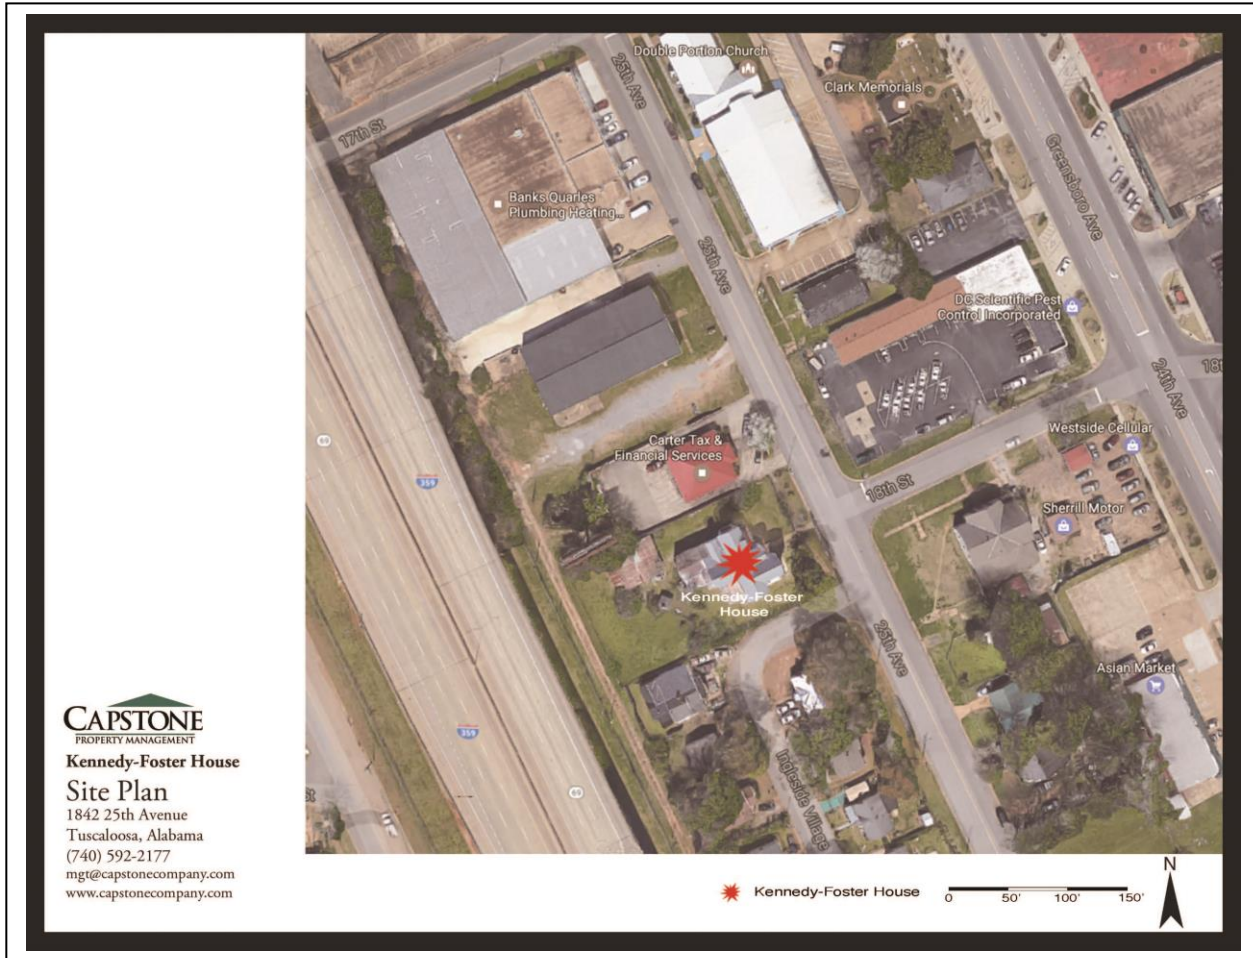 Double Portion Church
25th Ave
Clark Memorials
17th St
Greensboro Ave
Banks Quarles
Plumbing Heating...
25th Ave
DC Scientific Pest
Control Incorporated
24th Ave
18th
Carter Tax &
Financial Services
Westside Cellular
69
359
18th St
Sherrill Motor
Kennedy-Foster
House
25th Ave
Asian Market
359
69
Ingleside Village
St
CAPSTONE
PROPERTY MANAGEMENT
Kennedy-Foster House
Site Plan
1842 25th Avenue
Tuscaloosa, Alabama
(740) 592-2177
mgt@capstonecompany.com
www.capstonecompany.com
Kennedy-Foster House
0 50' 100' 150'
N